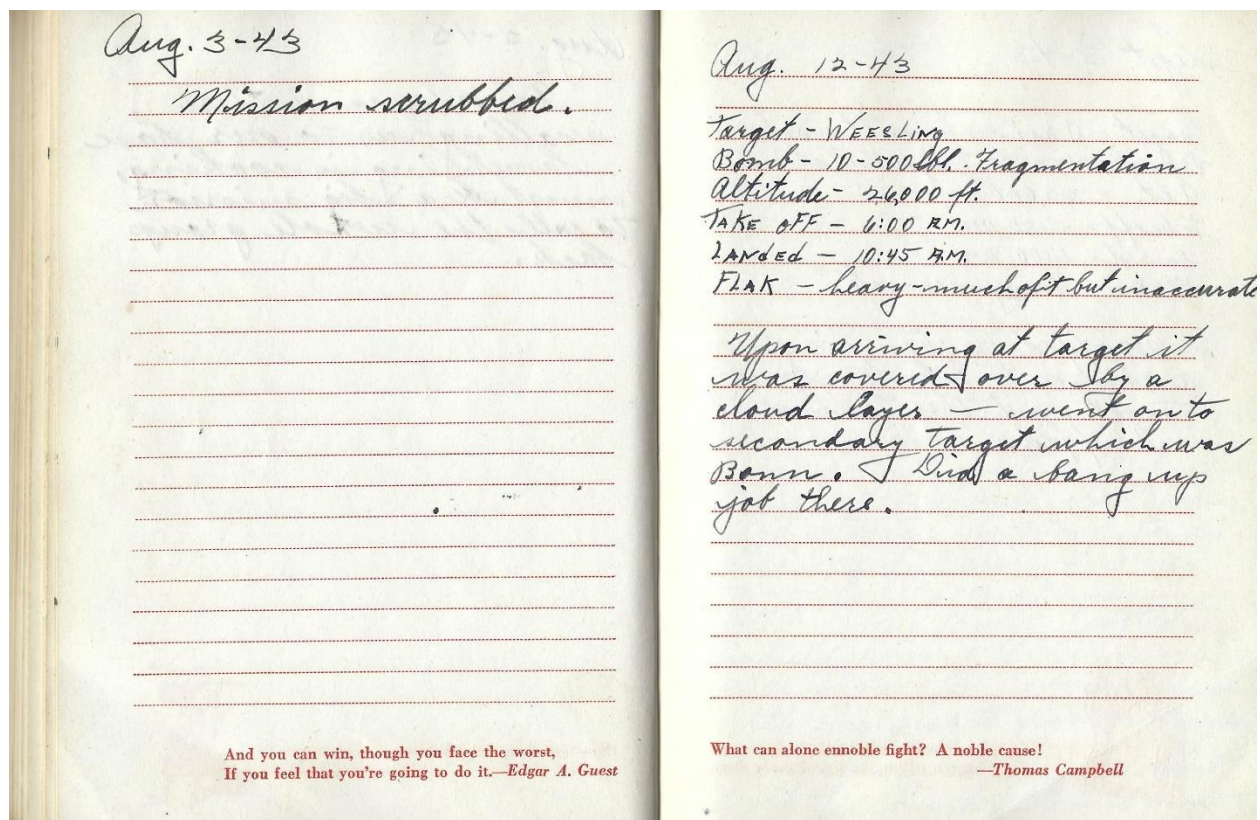 Aug. 3-43
Mission scrubbed.
And you can win, though you face the worst,
If you feel that you're going to do it.—Edgar A. Guest
Aug. 12-43
Target - WEESLING
Bomb - 10-500 lbl. Fragmentation
Altitude - 26,000 ft.
TAKE OFF - 6:00 AM.
LANDED - 10:45 A.M.
FLAK - heavy - much of it but inaccurate
Upon arriving at target it
was covered over by a
cloud layer — went on to
secondary target which was
Bonn. Did a bang up
job there.
What can alone ennoble fight? A noble cause!
—Thomas Campbell